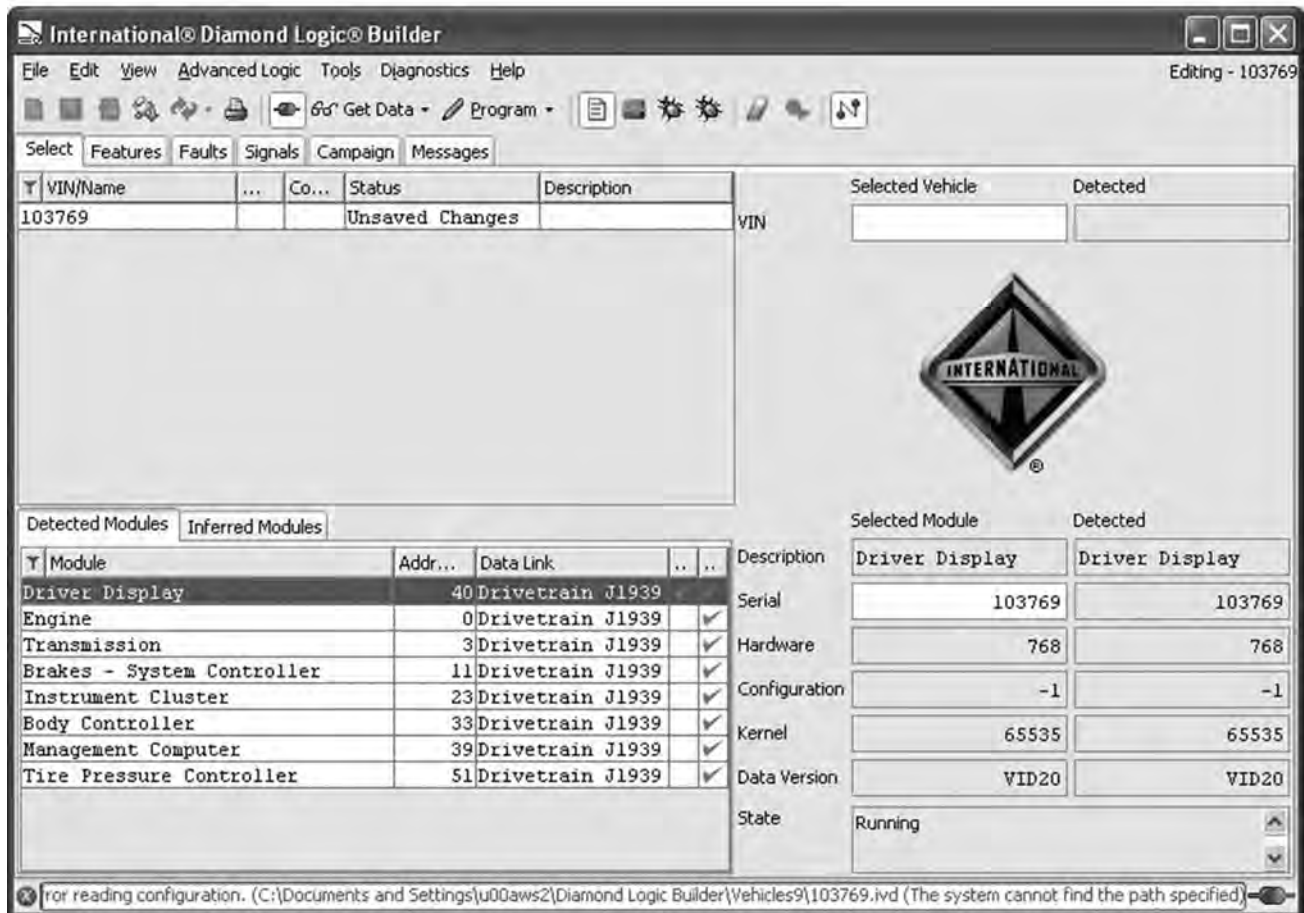 International® Diamond Logic® Builder
File Edit View Advanced Logic Tools Diagnostics Help Editing - 103769
Get Data Program
Select Features Faults Signals Campaign Messages
VIN/Name ... Co... Status Description
103769 Unsaved Changes
Selected Vehicle Detected
VIN
INTERNATIONAL
®
Detected Modules Inferred Modules
Module Addr... Data Link .. ..
Driver Display 40 Drivetrain J1939
Engine 0 Drivetrain J1939
Transmission 3 Drivetrain J1939
Brakes - System Controller 11 Drivetrain J1939
Instrument Cluster 23 Drivetrain J1939
Body Controller 33 Drivetrain J1939
Management Computer 39 Drivetrain J1939
Tire Pressure Controller 51 Drivetrain J1939
Selected Module Detected
Description Driver Display Driver Display
Serial 103769 103769
Hardware 768 768
Configuration -1 -1
Kernel 65535 65535
Data Version VID20 VID20
State Running
rror reading configuration. (C:\Documents and Settings\u00aws2\Diamond Logic Builder\Vehicles9\103769.ivd (The system cannot find the path specified)